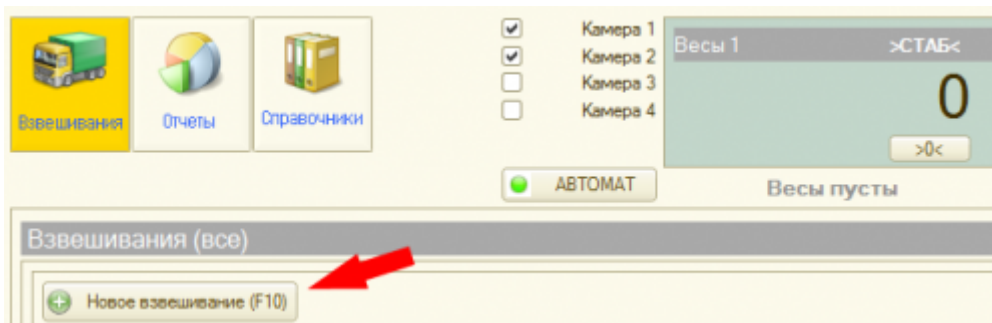 Взвешивания
Отчеты
Справочники
Камера 1
Камера 2
Камера 3
Камера 4
Весы 1 >СТАБ<
0
>0<
АВТОМАТ
Весы пусты
Взвешивания (все)
Новое взвешивание (F10)